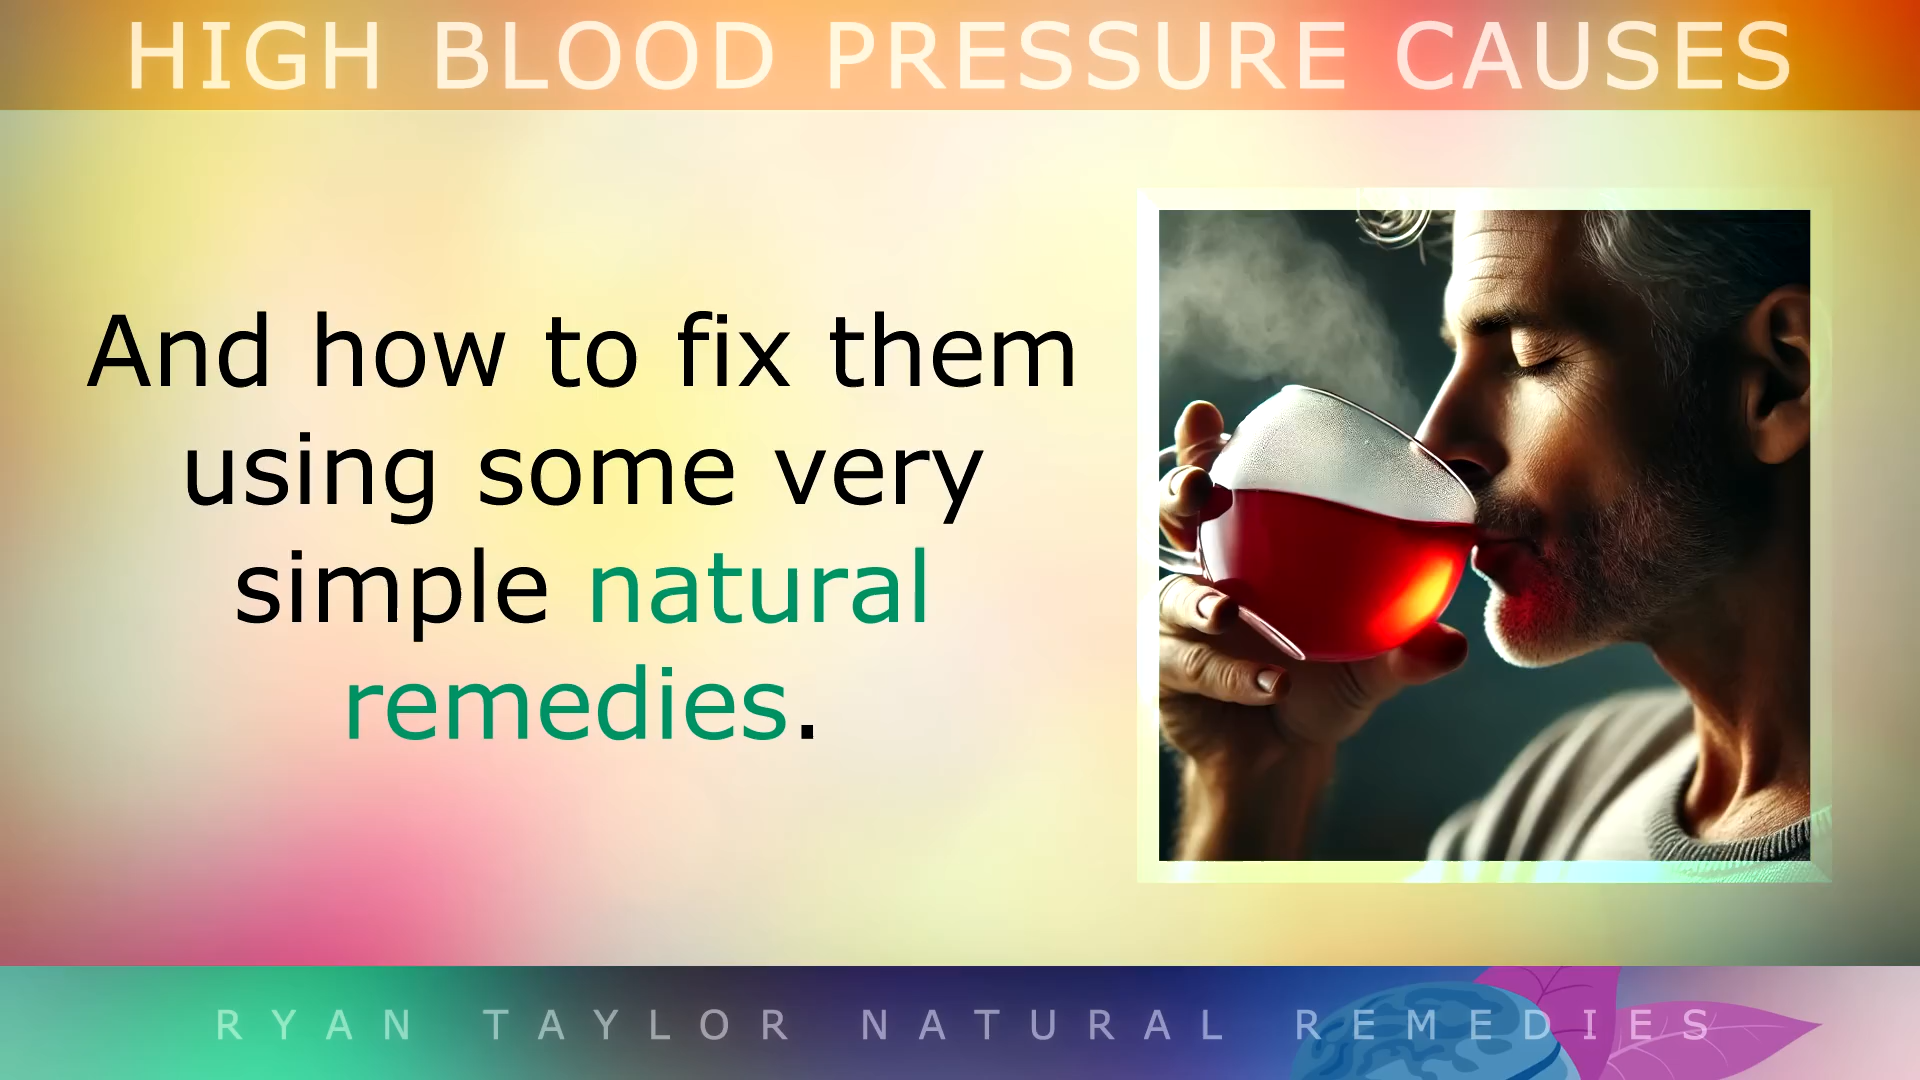 HIGH BLOOD PRESSURE CAUSES
And how to fix them
using some very
simple natural
remedies.
RYAN TAYLOR NATURAL REMEDIES